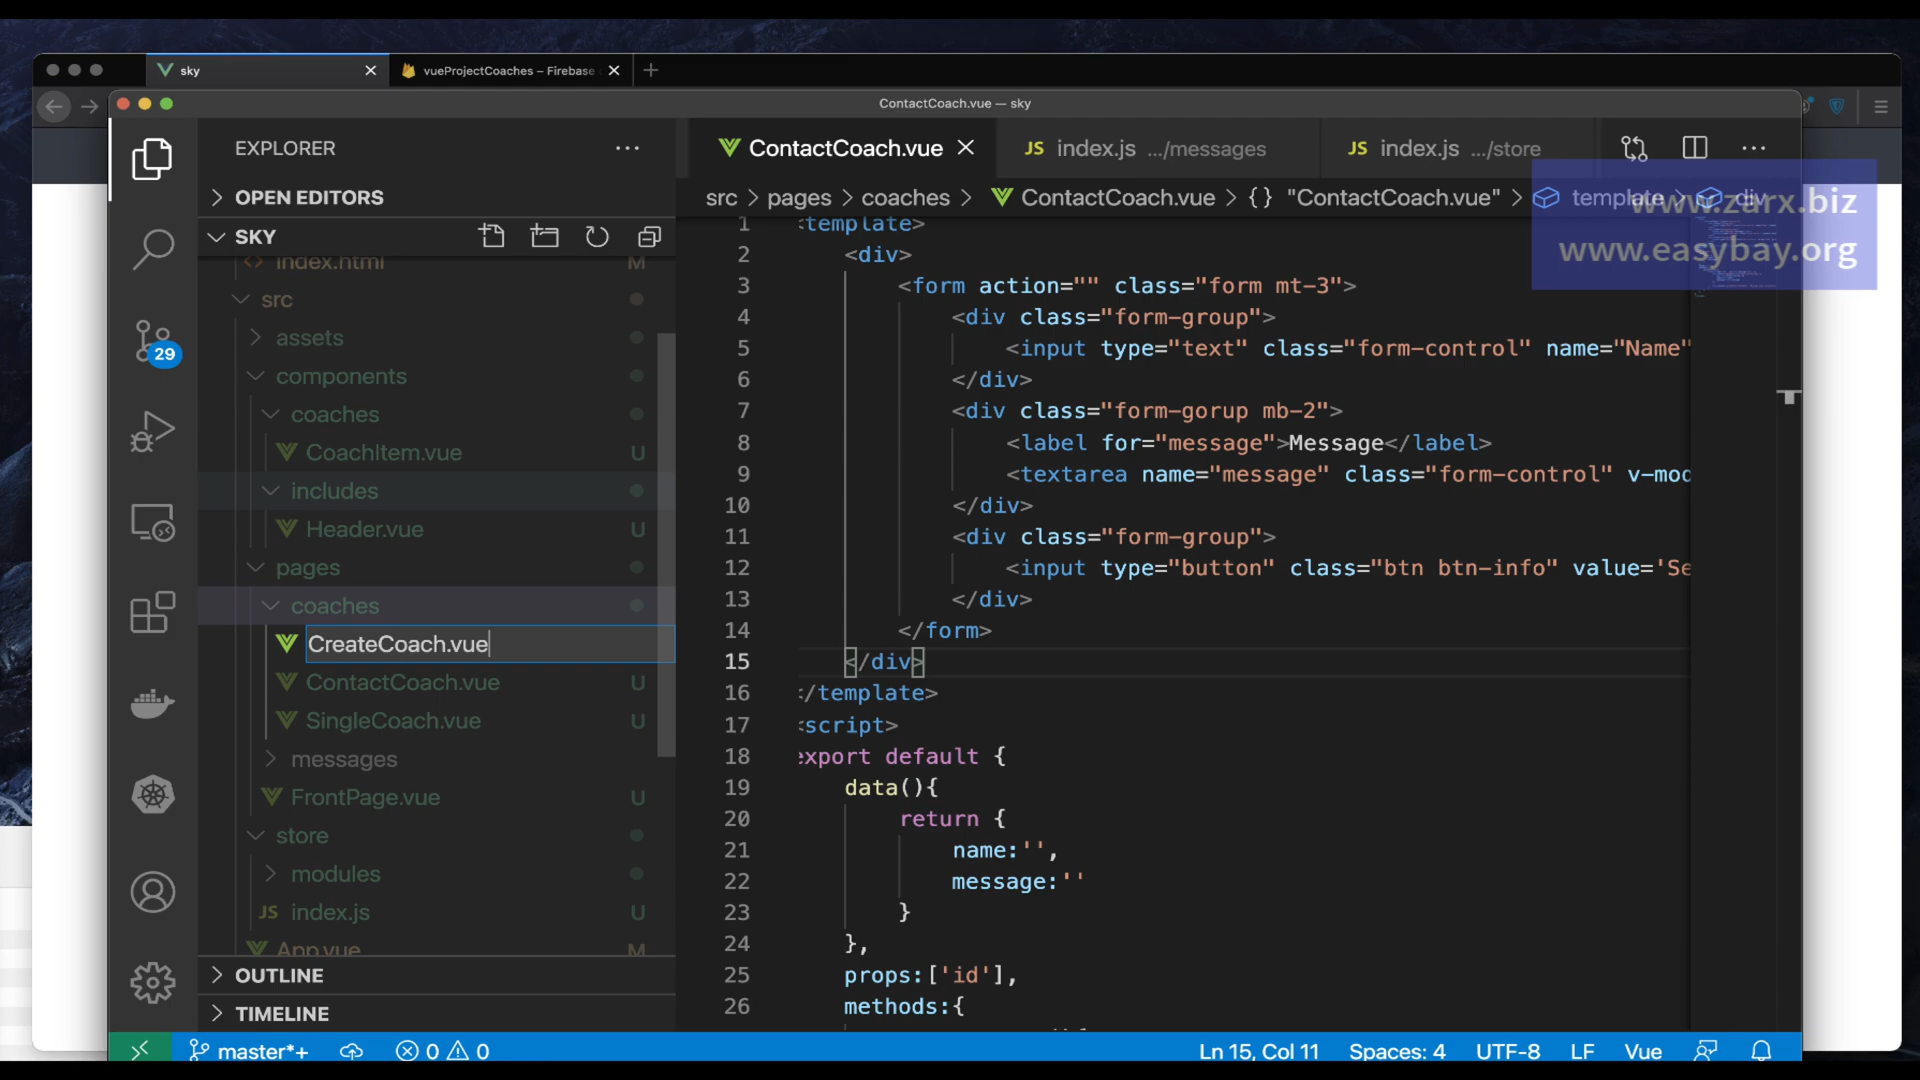 sky
vueProjectCoaches – Firebase
ContactCoach.vue — sky
EXPLORER
ContactCoach.vue
JS index.js .../messages
JS index.js .../store
OPEN EDITORS
src > pages > coaches > ContactCoach.vue > {} "ContactCoach.vue" > template > div
www.zarx.biz
www.easybay.org
SKY
index.html M
src
assets
components
coaches
CoachItem.vue U
includes
Header.vue U
pages
coaches
CreateCoach.vue
ContactCoach.vue U
SingleCoach.vue U
messages
FrontPage.vue U
store
modules
JS index.js U
App.vue M
OUTLINE
TIMELINE
29
1 <template>
2 <div>
3 <form action="" class="form mt-3">
4 <div class="form-group">
5 <input type="text" class="form-control" name="Name"
6 </div>
7 <div class="form-gorup mb-2">
8 <label for="message">Message</label>
9 <textarea name="message" class="form-control" v-mod
10 </div>
11 <div class="form-group">
12 <input type="button" class="btn btn-info" value='Se
13 </div>
14 </form>
15 </div>
16 </template>
17 <script>
18 export default {
19 data(){
20 return {
21 name:'',
22 message:''
23 }
24 },
25 props:['id'],
26 methods:{
master*+ 0 0 Ln 15, Col 11 Spaces: 4 UTF-8 LF Vue